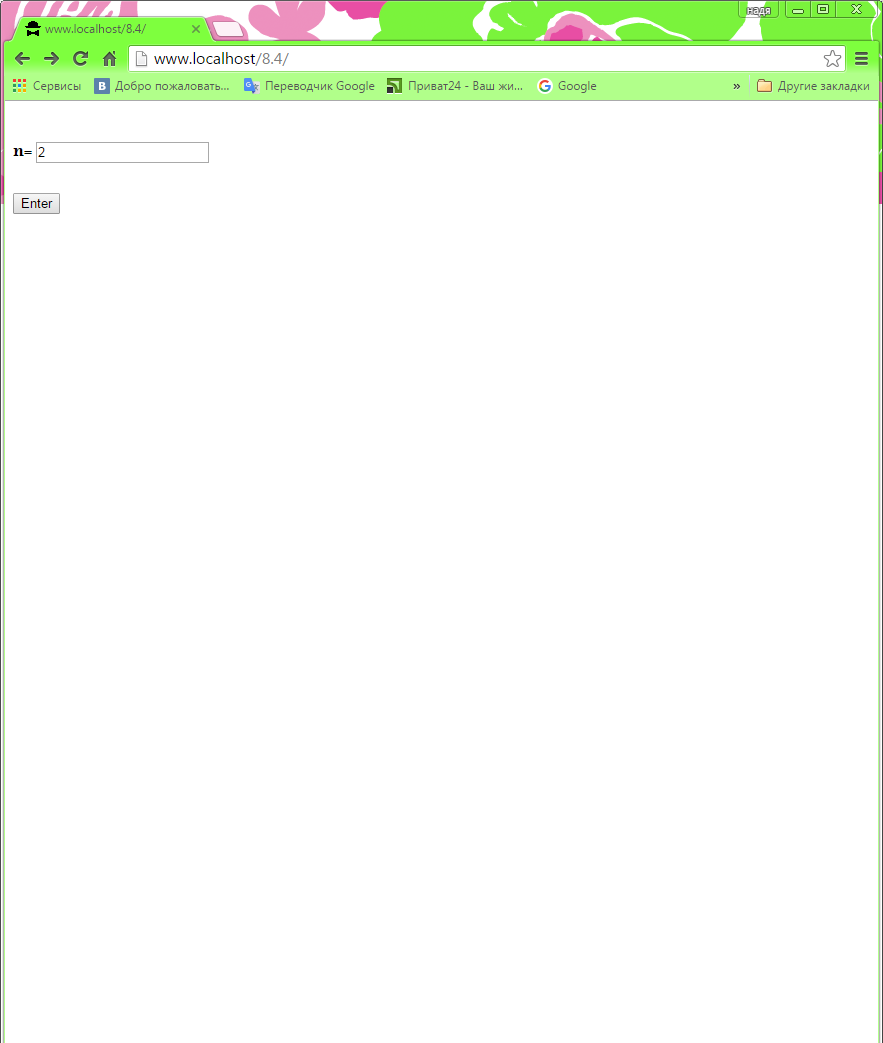 надя
www.localhost/8.4/
www.localhost/8.4/
Сервисы В Добро пожаловать... Переводчик Google Приват24 - Ваш жи... Google » Другие закладки
n= 2
Enter